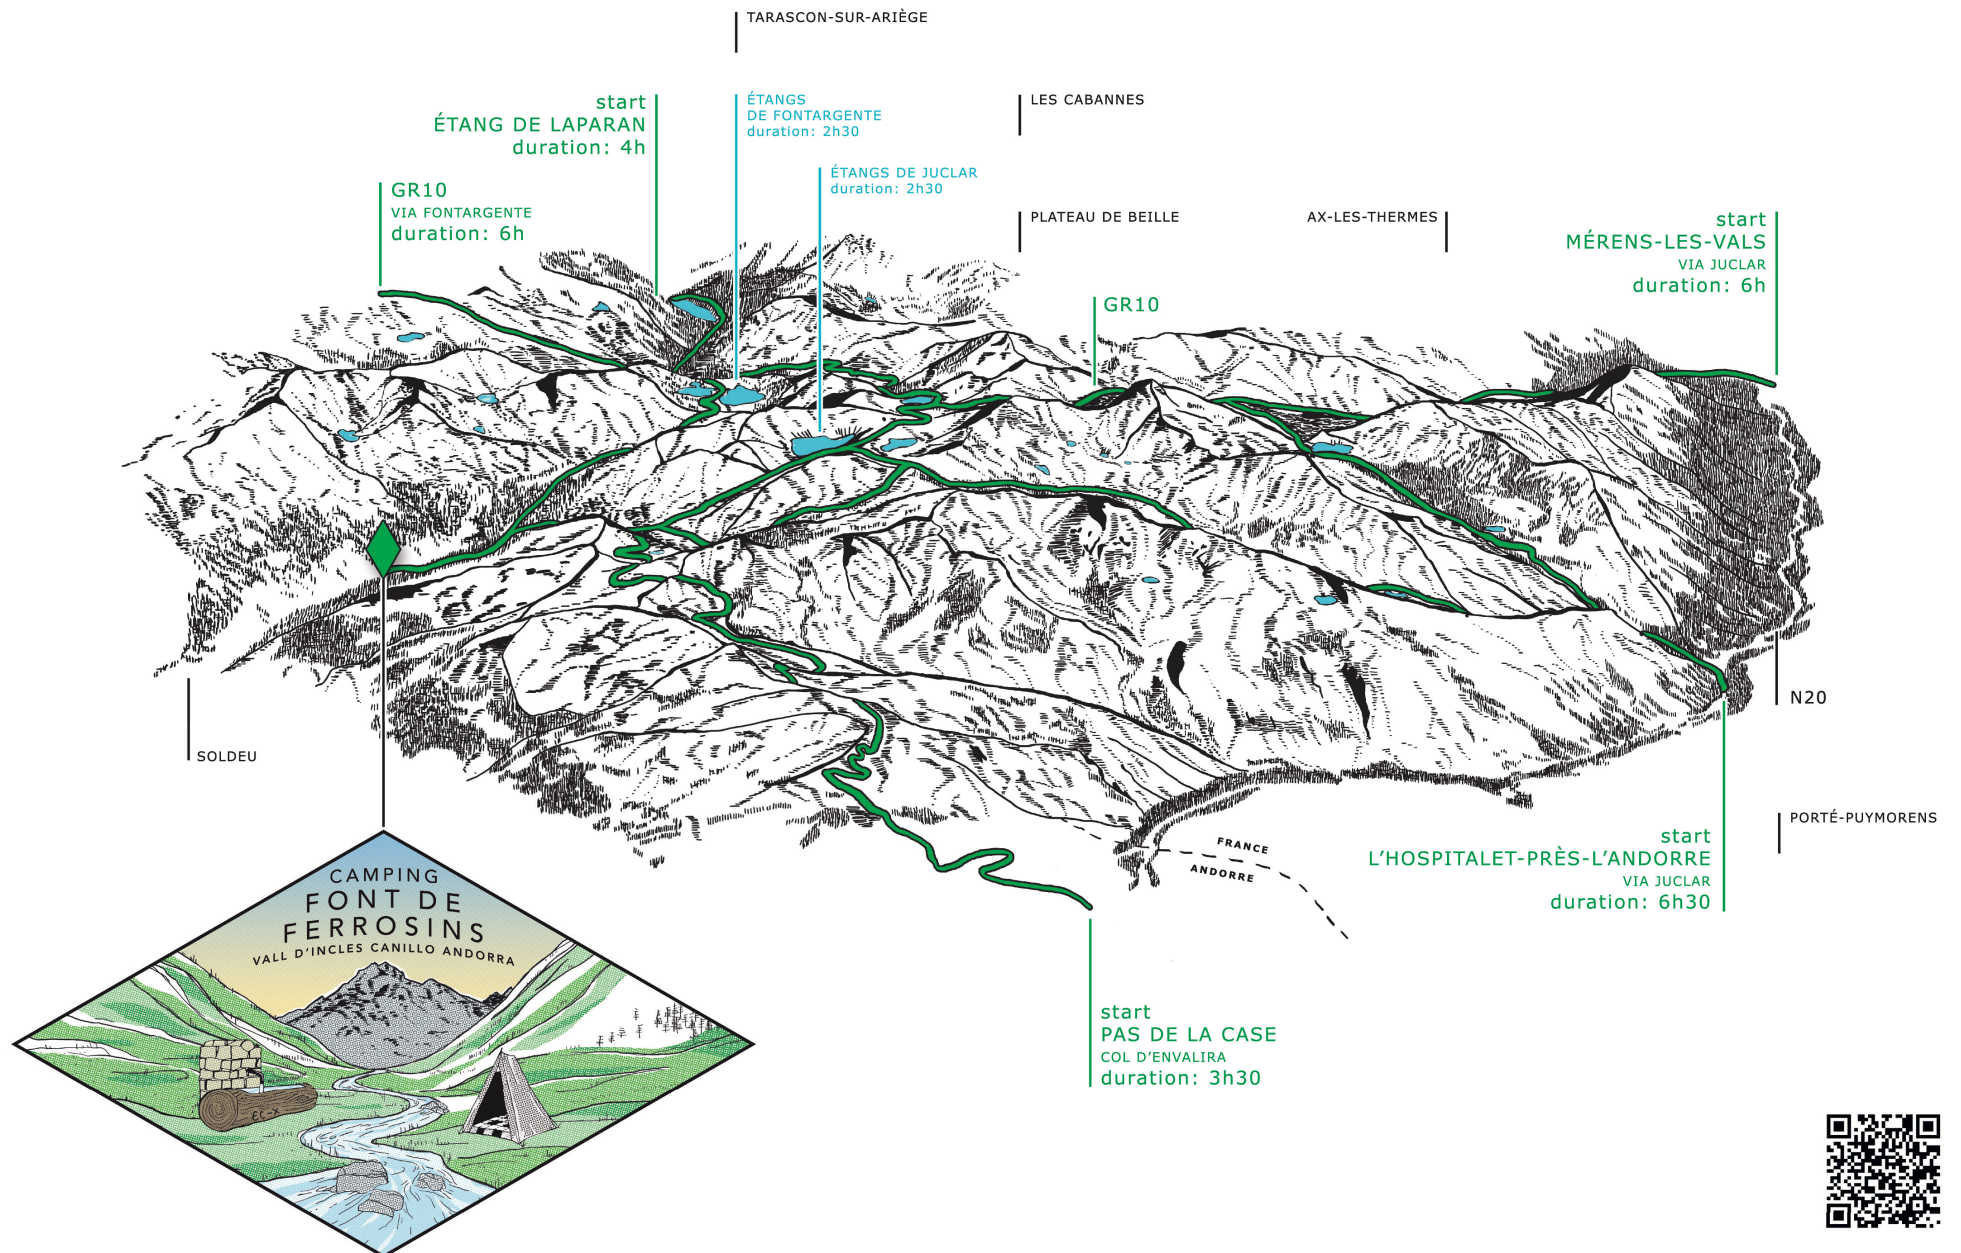 TARASCON-SUR-ARIÈGE
start
ÉTANG DE LAPARAN
duration: 4h
ÉTANGS
DE FONTARGENTE
duration: 2h30
LES CABANNES
ÉTANGS DE JUCLAR
duration: 2h30
GR10
VIA FONTARGENTE
duration: 6h
PLATEAU DE BEILLE
AX-LES-THERMES
start
MÉRENS-LES-VALS
VIA JUCLAR
duration: 6h
GR10
N20
SOLDEU
PORTÉ-PUYMORENS
FRANCE
ANDORRE
start
L'HOSPITALET-PRÈS-L'ANDORRE
VIA JUCLAR
duration: 6h30
CAMPING
FONT DE
FERROSINS
VALL D'INCLES CANILLO ANDORRA
start
PAS DE LA CASE
COL D'ENVALIRA
duration: 3h30